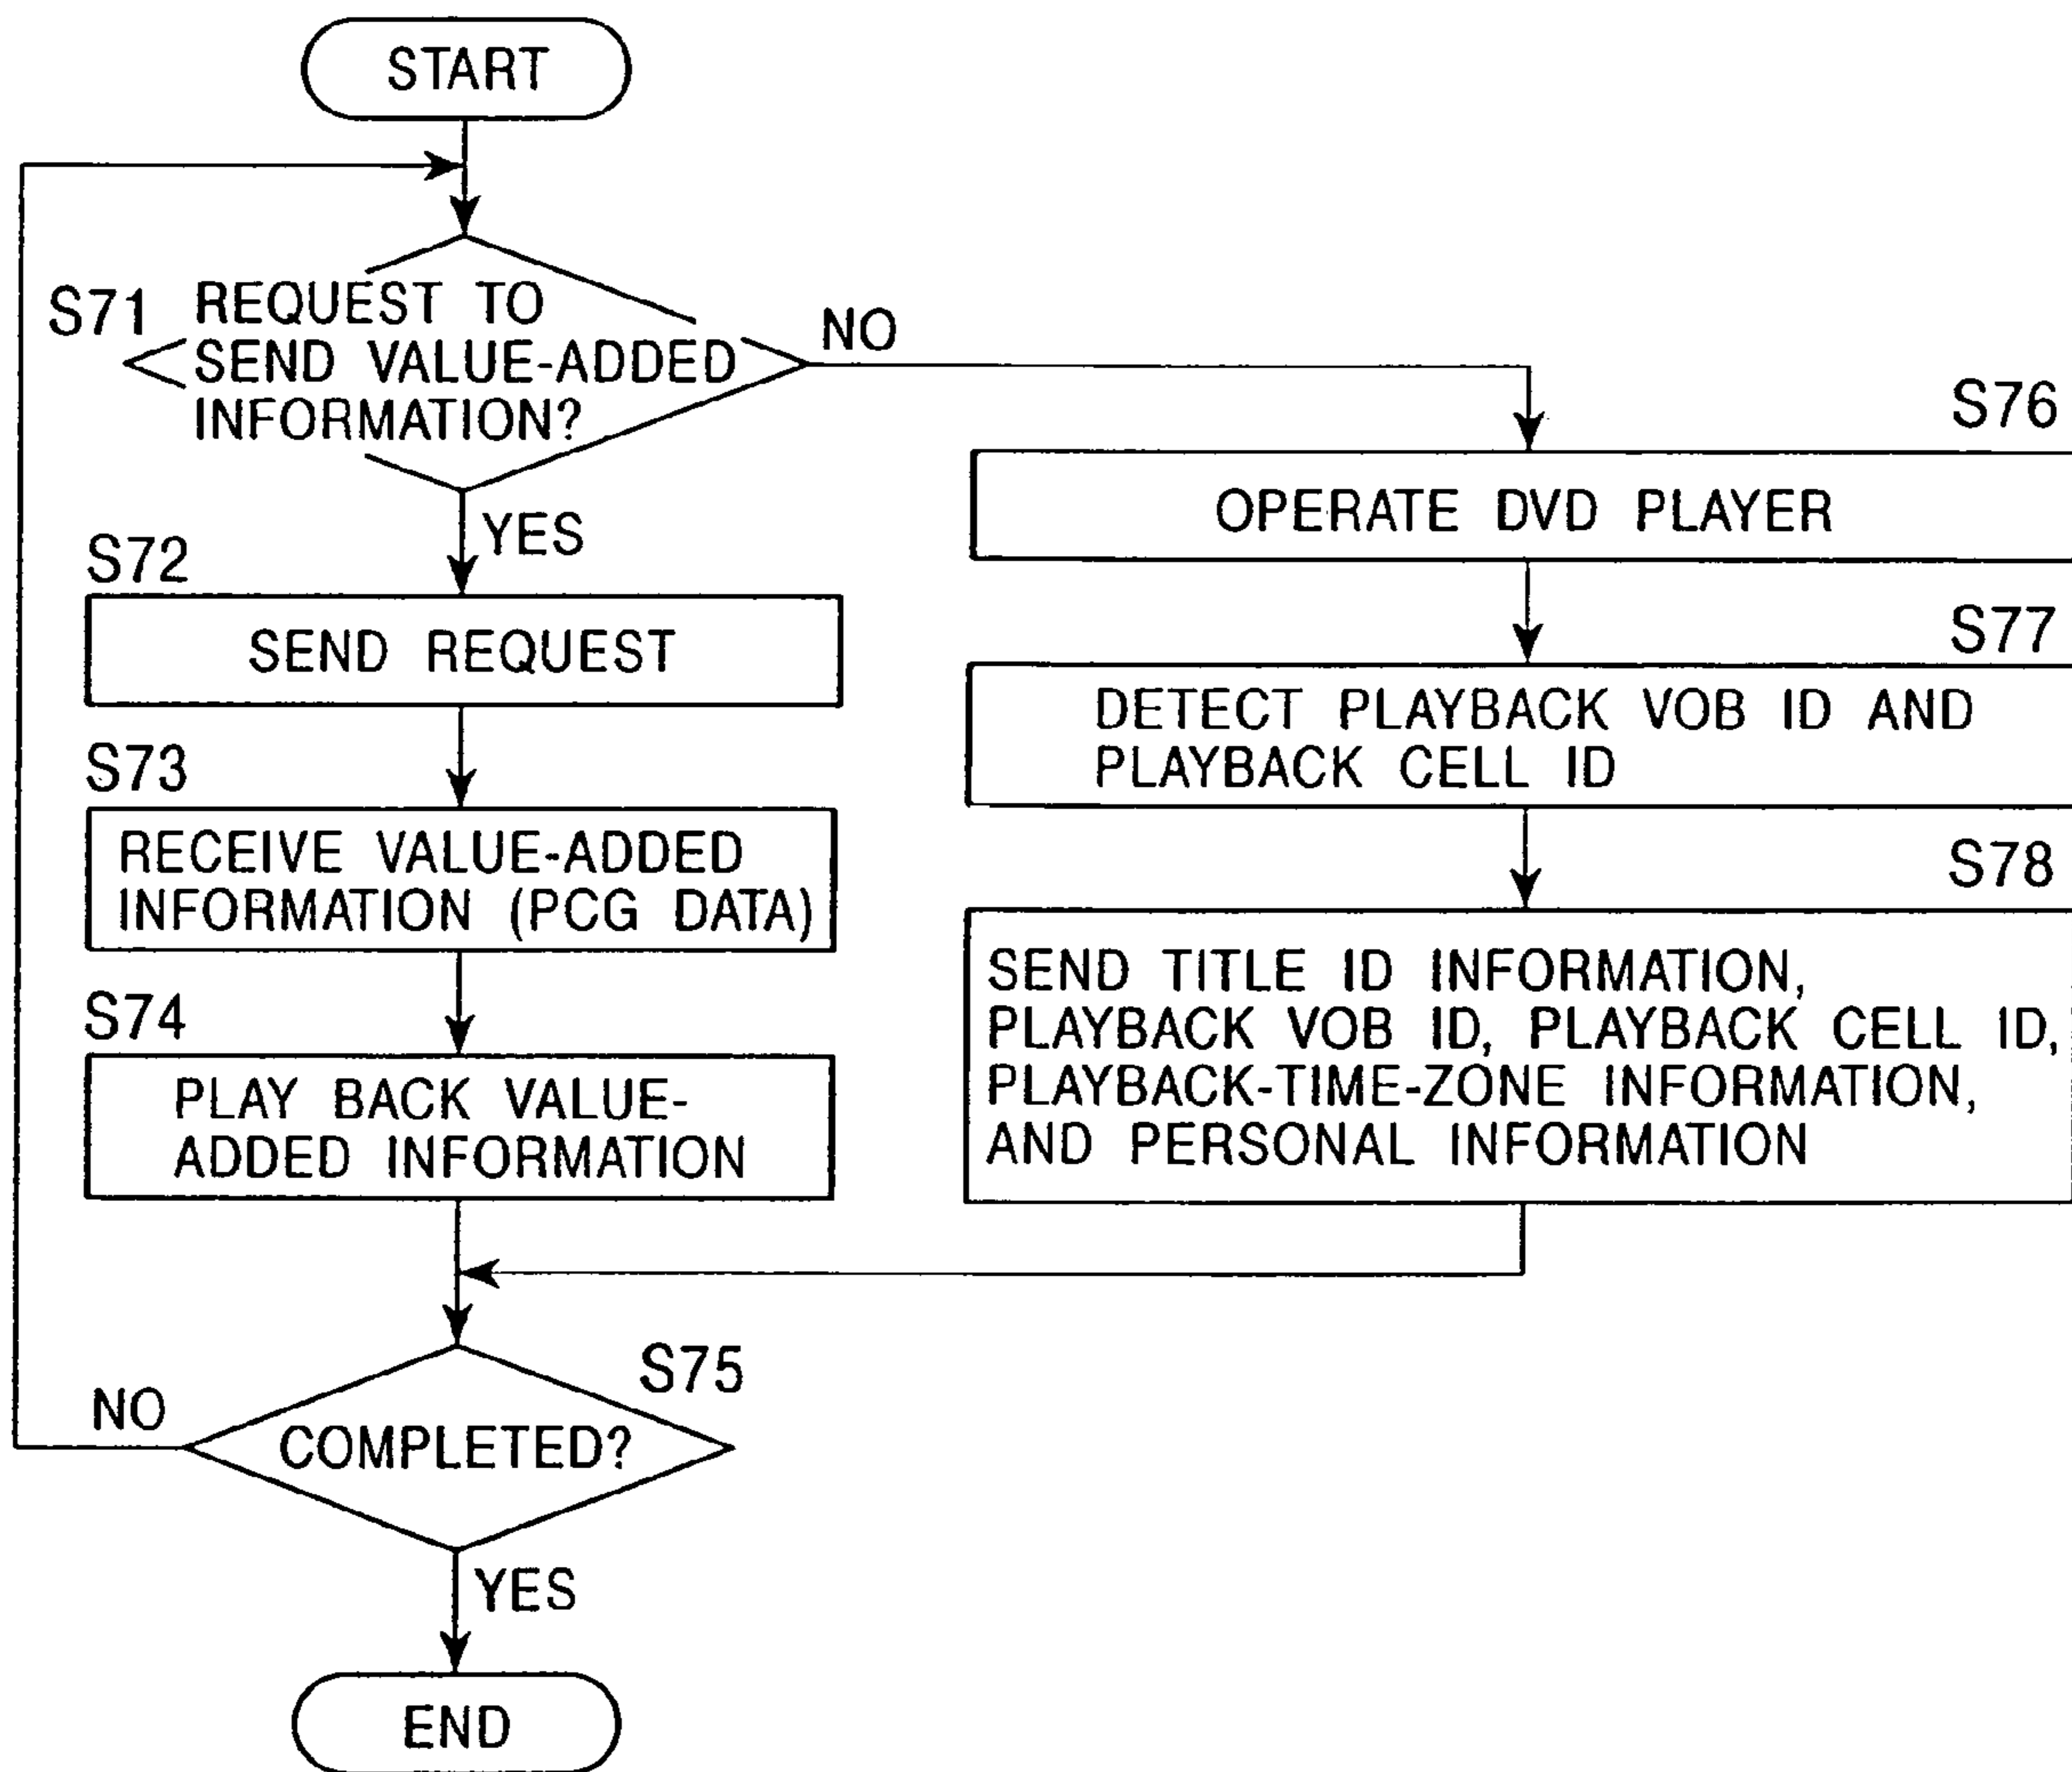 START
S71
REQUEST TO
SEND VALUE-ADDED
INFORMATION?
NO
YES
S72
SEND REQUEST
S73
RECEIVE VALUE-ADDED
INFORMATION (PCG DATA)
S74
PLAY BACK VALUE-
ADDED INFORMATION
S76
OPERATE DVD PLAYER
S77
DETECT PLAYBACK VOB ID AND
PLAYBACK CELL ID
S78
SEND TITLE ID INFORMATION,
PLAYBACK VOB ID, PLAYBACK CELL ID,
PLAYBACK-TIME-ZONE INFORMATION,
AND PERSONAL INFORMATION
S75
NO
COMPLETED?
YES
END